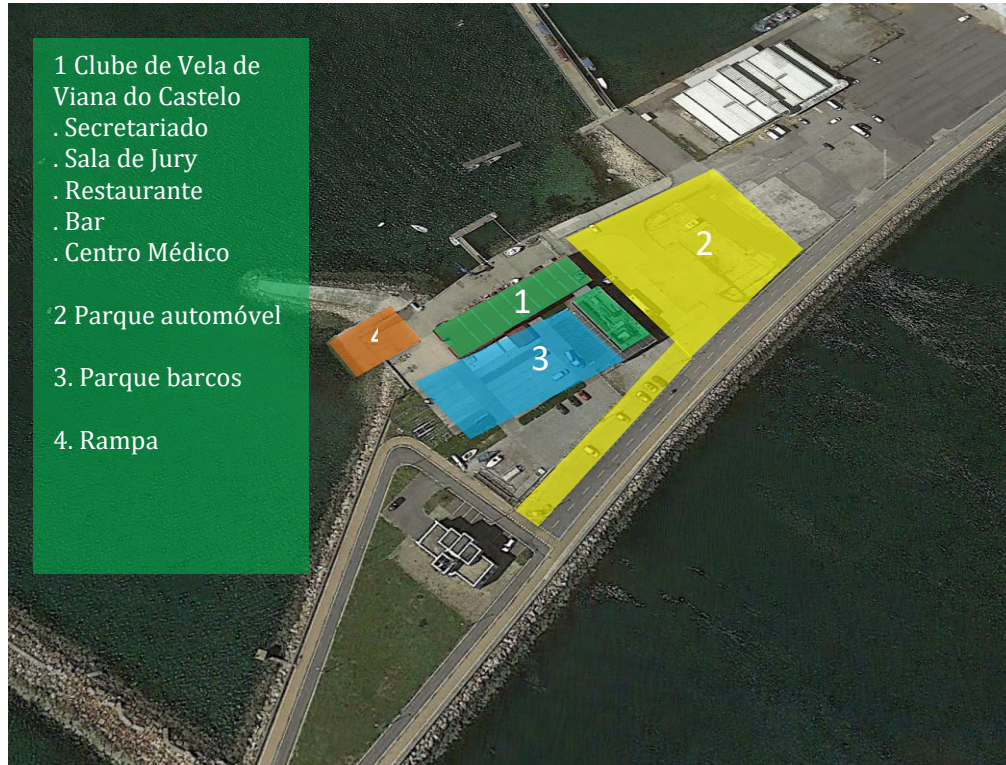 1 Clube de Vela de
Viana do Castelo
. Secretariado
. Sala de Jury
. Restaurante
. Bar
. Centro Médico
2 Parque automóvel
3. Parque barcos
4. Rampa
2
1
3
4